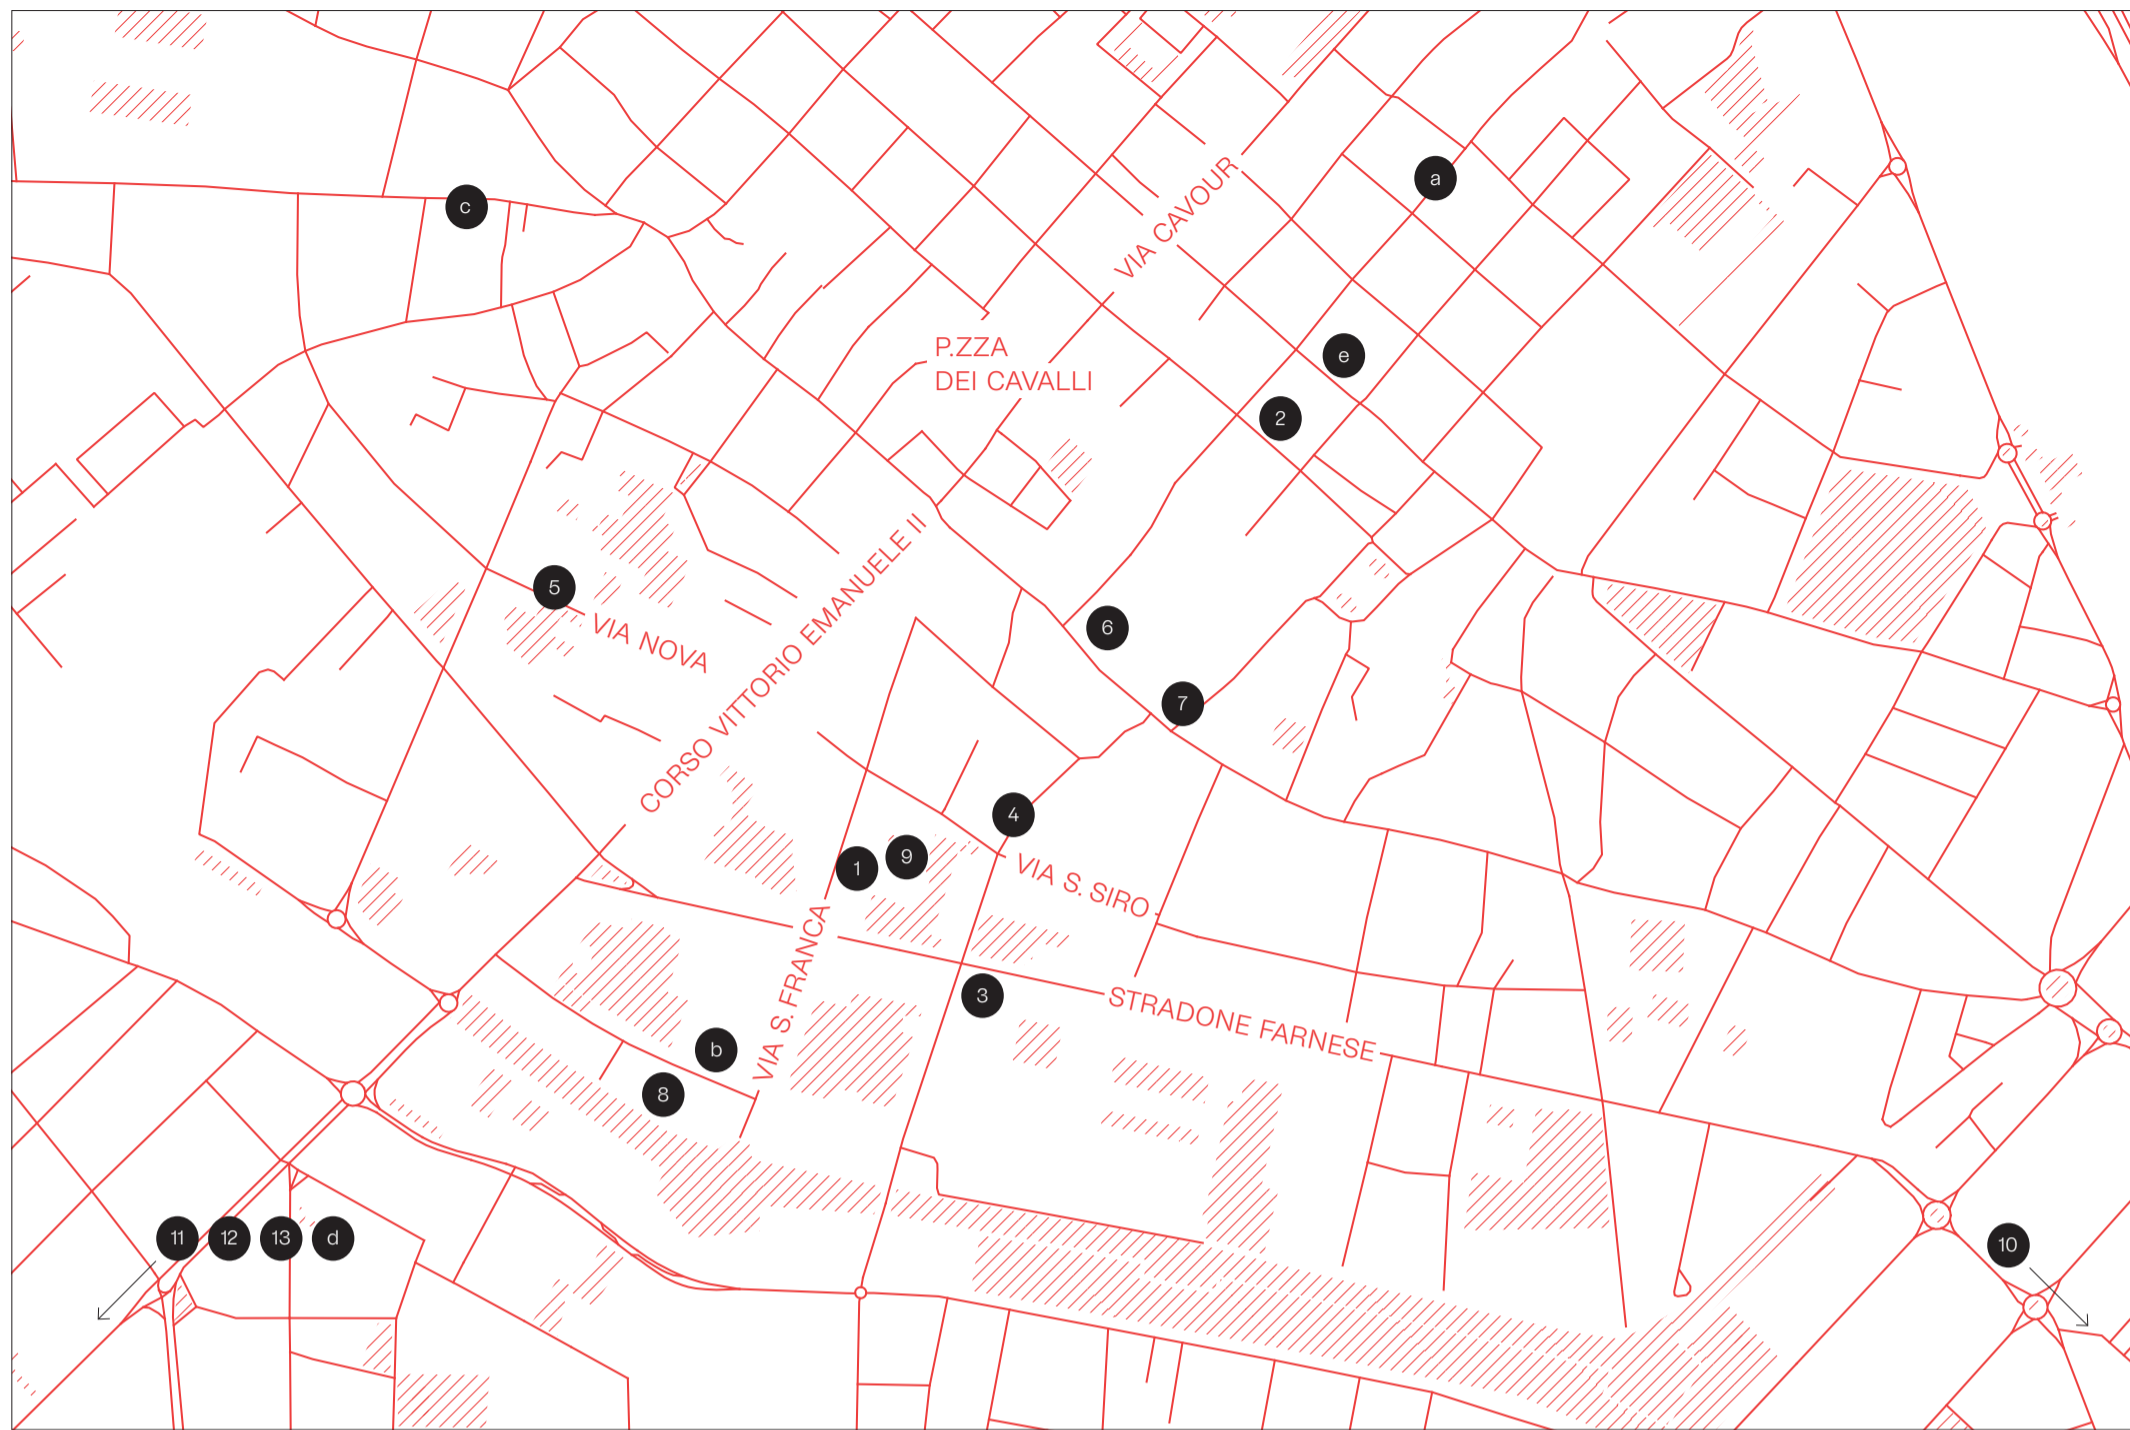 a
c
VIA CAVOUR
P.ZZA
DEI CAVALLI
e
2
5
VIA NOVA
CORSO VITTORIO EMANUELE II
6
7
4
1
9
VIA S. SIRO
VIA S. FRANCA
3
STRADONE FARNESE
b
8
11
12
13
d
10